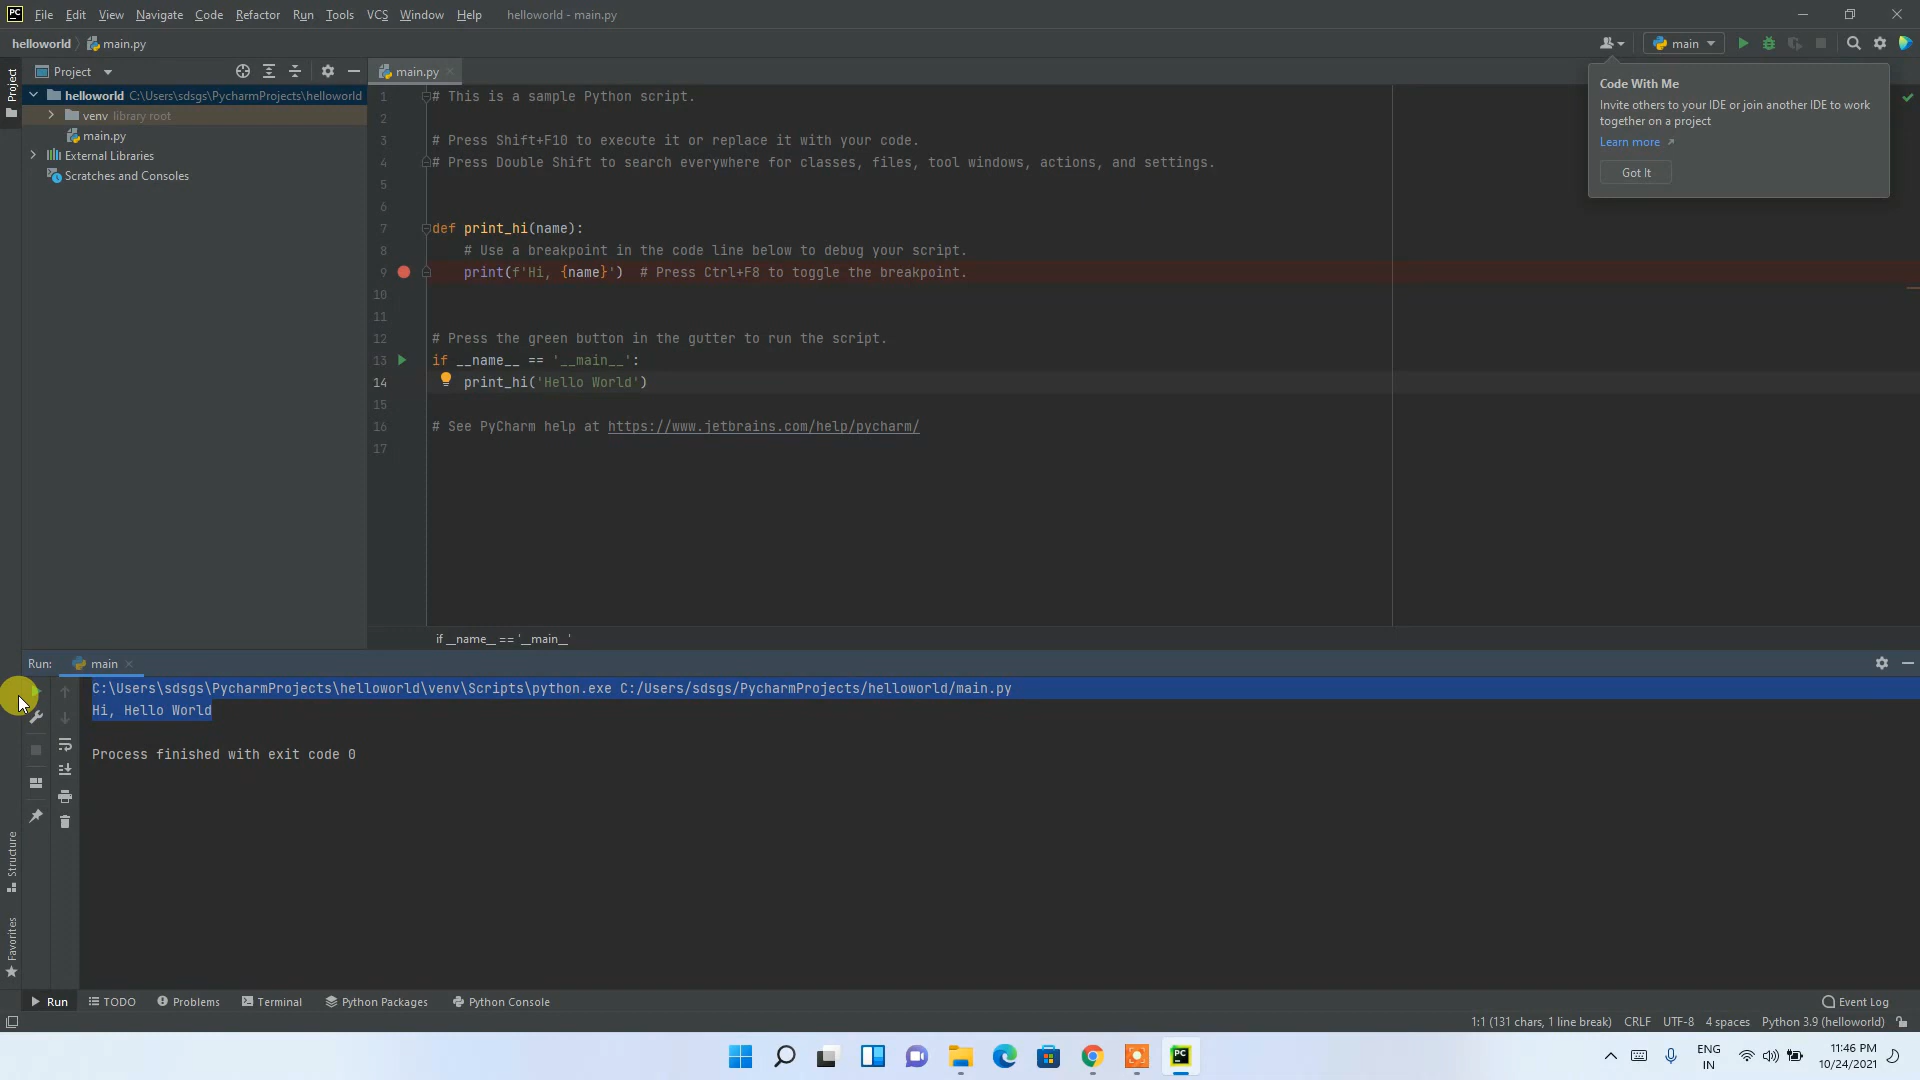 PC File Edit View Navigate Code Refactor Run Tools VCS Window Help helloworld - main.py
helloworld main.py main
Project
Project main.py
helloworld C:\Users\sdsgs\PycharmProjects\helloworld
venv library root
main.py
External Libraries
Scratches and Consoles
1 # This is a sample Python script.
2
3 # Press Shift+F10 to execute it or replace it with your code.
4 # Press Double Shift to search everywhere for classes, files, tool windows, actions, and settings.
5
6
7 def print_hi(name):
8 # Use a breakpoint in the code line below to debug your script.
9 print(f'Hi, {name}') # Press Ctrl+F8 to toggle the breakpoint.
10
11
12 # Press the green button in the gutter to run the script.
13 if __name__ == '__main__':
14 print_hi('Hello World')
15
16 # See PyCharm help at https://www.jetbrains.com/help/pycharm/
17
Code With Me
Invite others to your IDE or join another IDE to work
together on a project
Learn more
Got It
if __name__ == '__main__'
Run: main
C:\Users\sdsgs\PycharmProjects\helloworld\venv\Scripts\python.exe C:/Users/sdsgs/PycharmProjects/helloworld/main.py
Hi, Hello World
Process finished with exit code 0
Structure
Favorites
Run TODO Problems Terminal Python Packages Python Console Event Log
1:1 (131 chars, 1 line break) CRLF UTF-8 4 spaces Python 3.9 (helloworld)
PC
ENG
IN
11:46 PM
10/24/2021